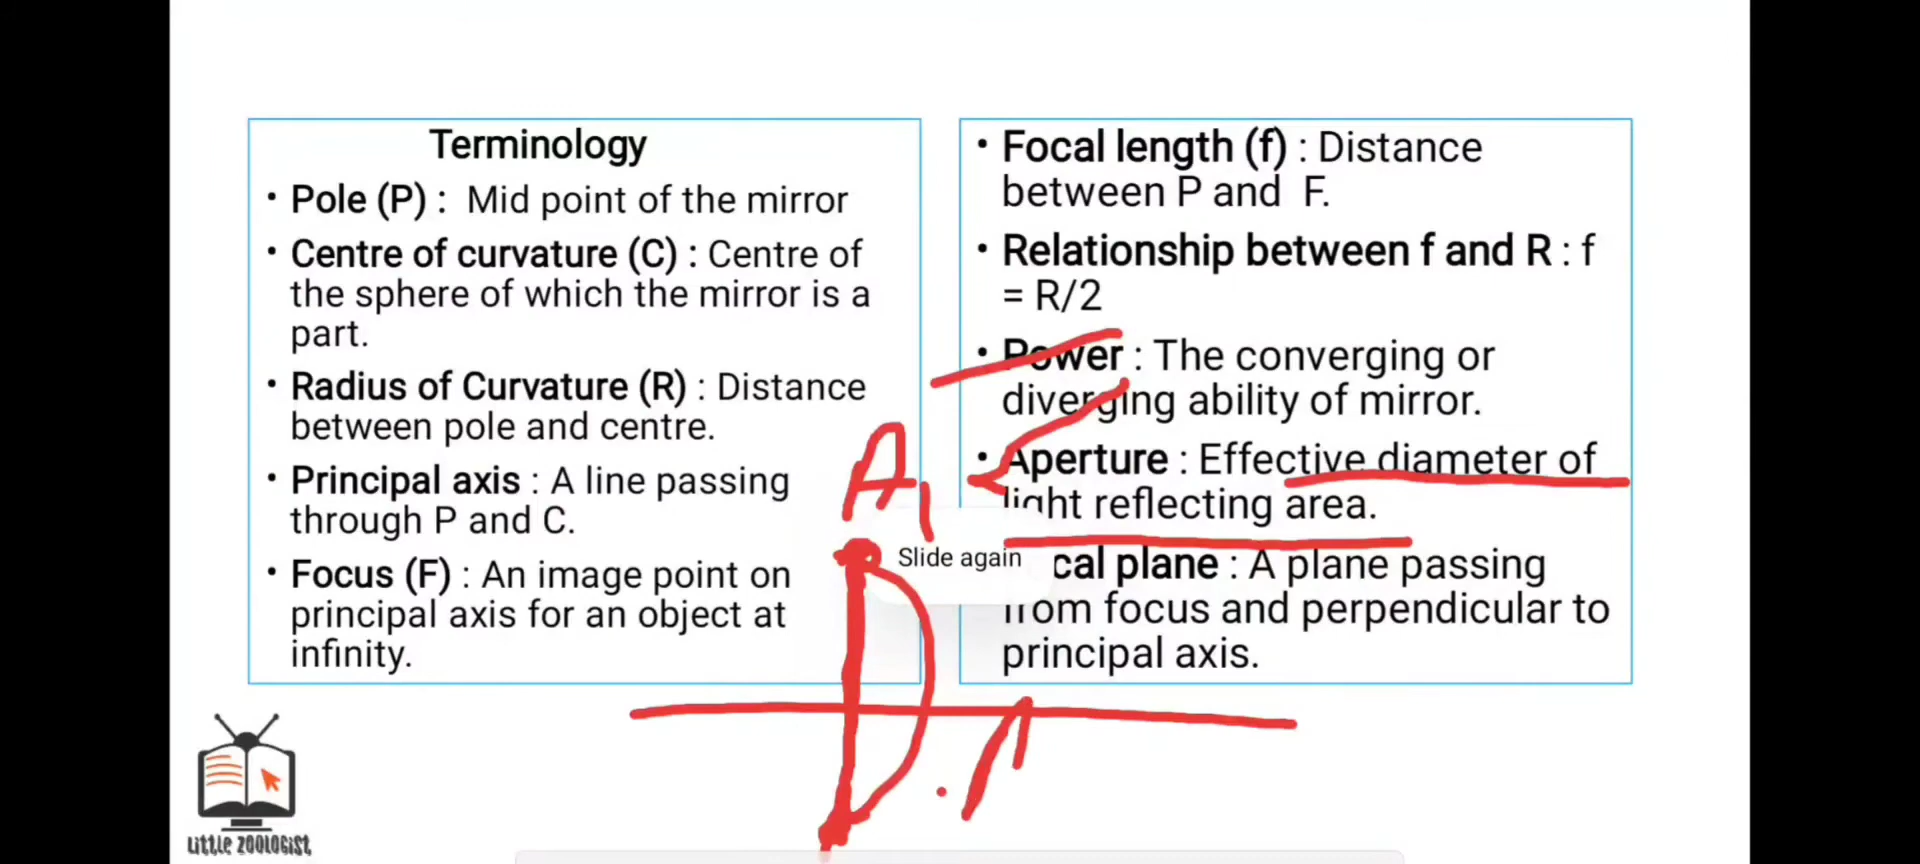 Terminology
• Pole (P) : Mid point of the mirror
• Centre of curvature (C) : Centre of
the sphere of which the mirror is a
part.
• Radius of Curvature (R) : Distance
between pole and centre.
• Principal axis : A line passing
through P and C.
• Focus (F) : An image point on
principal axis for an object at
infinity.
• Focal length (f) : Distance
between P and F.
• Relationship between f and R : f
= R/2
• Power : The converging or
diverging ability of mirror.
• Aperture : Effective diameter of
light reflecting area.
cal plane : A plane passing
from focus and perpendicular to
principal axis.
A1
Slide again
LITTLE ZOOLOGIST